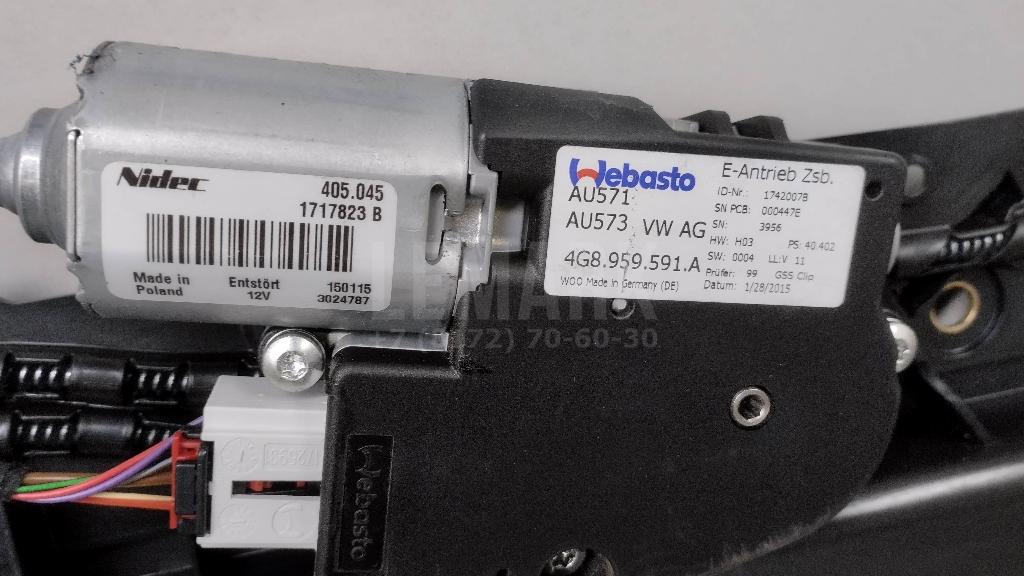 Nidec
405.045
1717823 B
Made in
Poland
Entstört
12V
150115
3024787
Webasto
AU571
AU573 VW AG
4G8.959.591.A
WOO Made in Germany (DE)
E-Antrieb Zsb.
ID-Nr.: 1742007B
SN PCB: 000447E
SN: 3956
HW: H03 PS: 40.402
SW: 0004 LL:V 11
Prüfer: 99 GSS Clip
Datum: 1/28/2015
LEMARK
70-60-30
Webasto